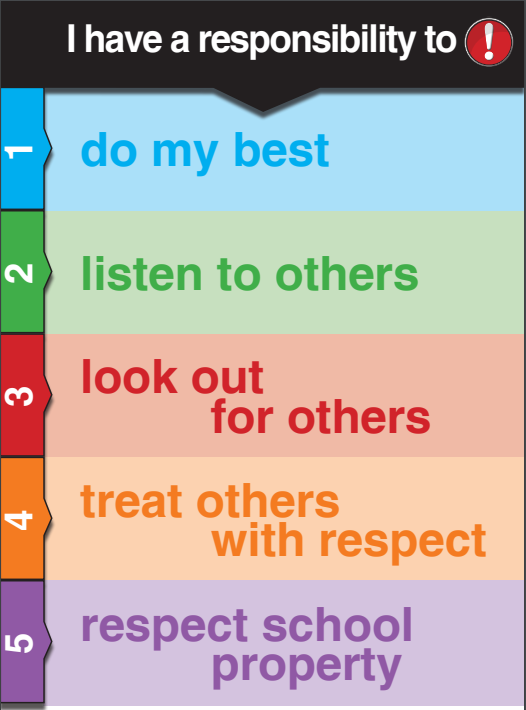 I have a responsibility to !
1
do my best
2
listen to others
3
look out
for others
4
treat others
with respect
5
respect school
property